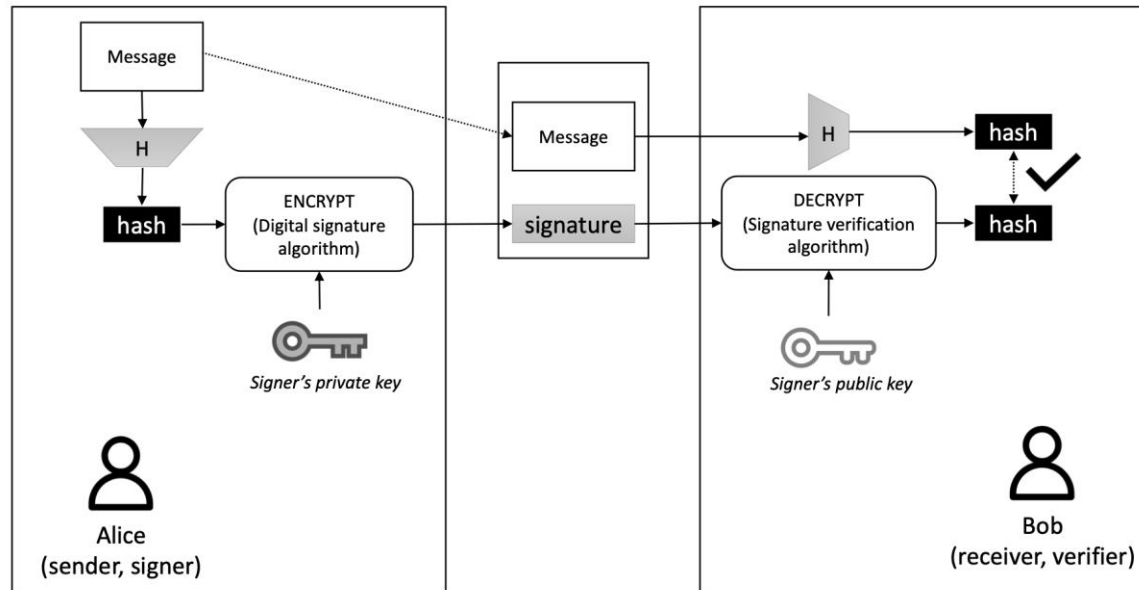 Message
H
hash
ENCRYPT
(Digital signature
algorithm)
Signer's private key
Alice
(sender, signer)
Message
signature
H
hash
DECRYPT
(Signature verification
algorithm)
hash
Signer's public key
Bob
(receiver, verifier)